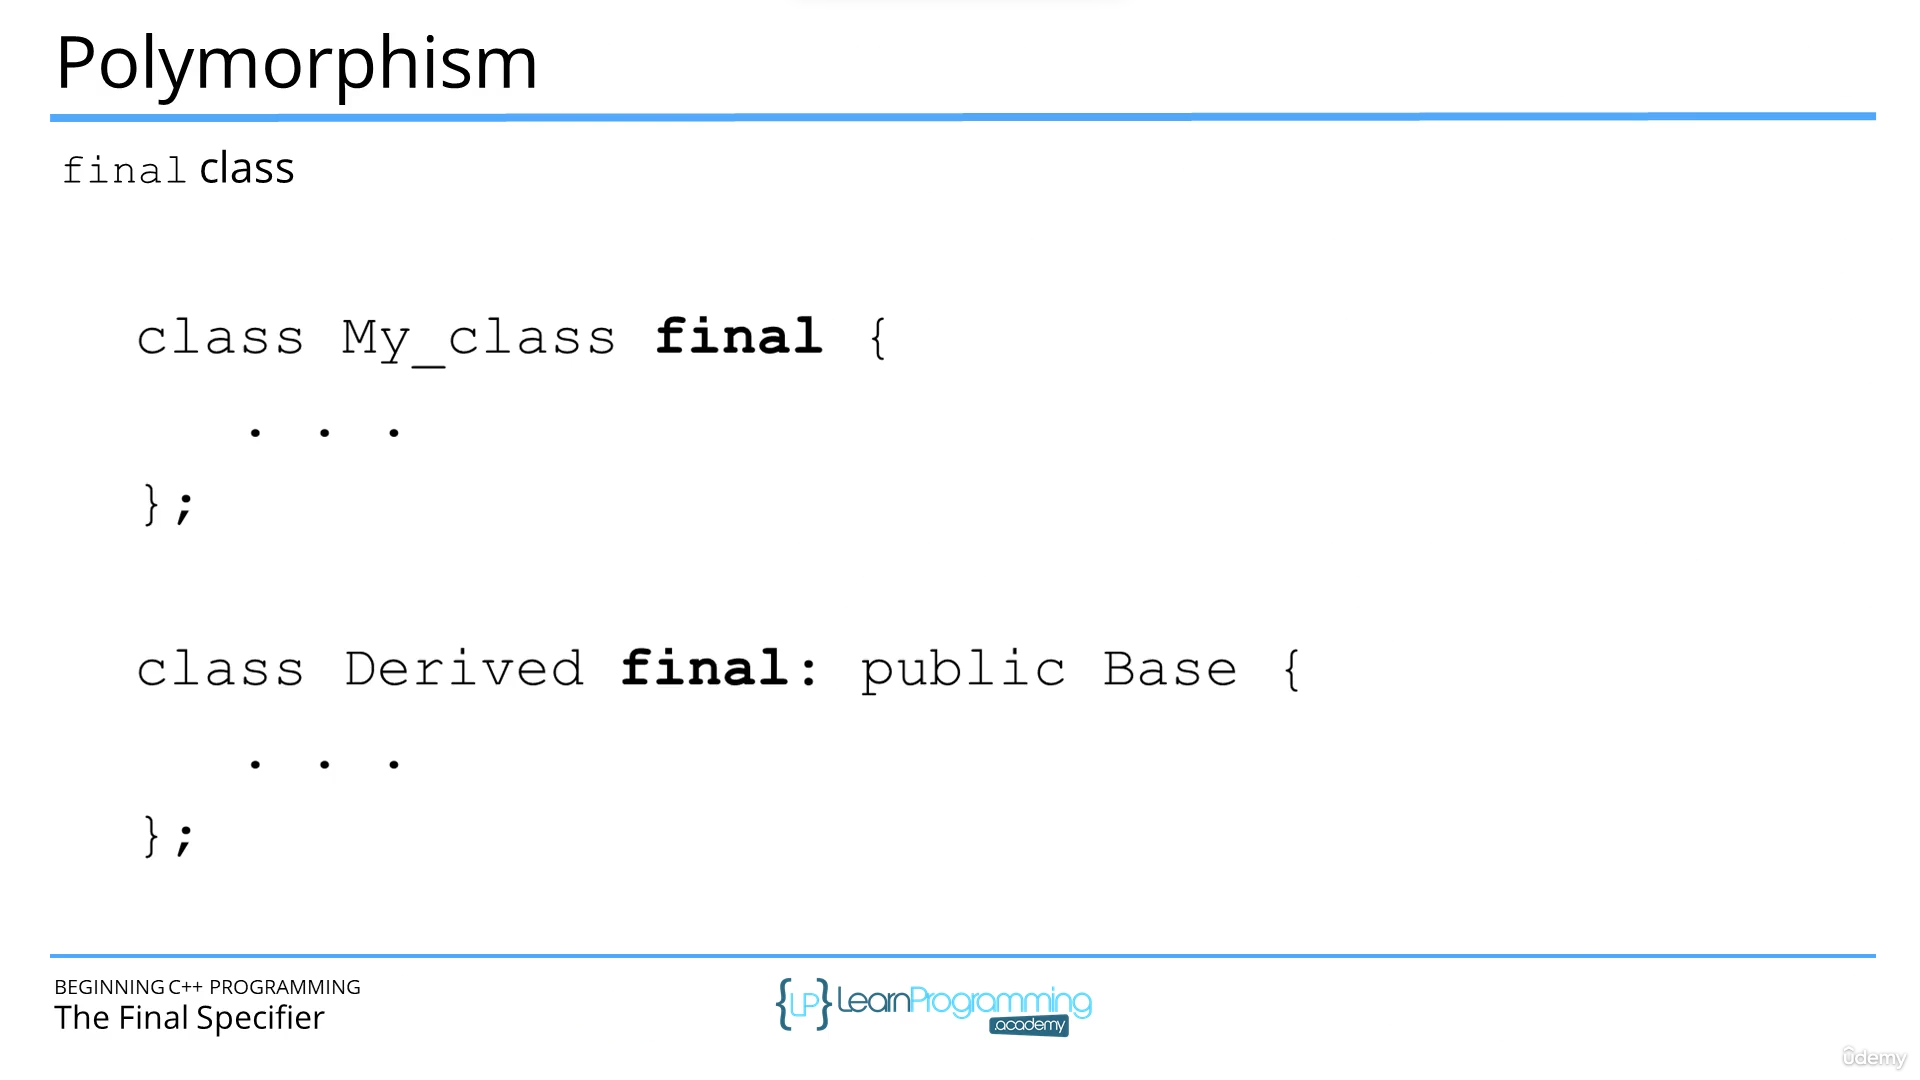 Polymorphism
final class
class My_class final {
. . .
};
class Derived final: public Base {
. . .
};
BEGINNING C++ PROGRAMMING
The Final Specifier
{LP} LearnProgramming
.academy
ûdemy